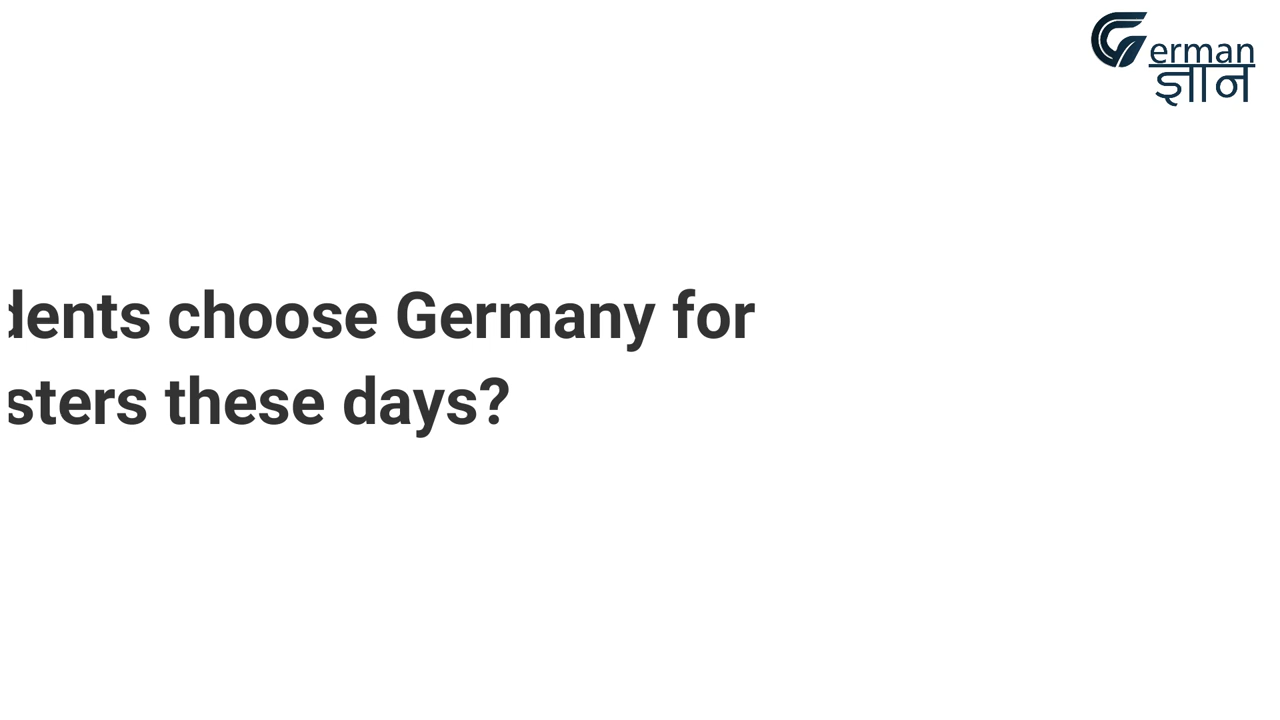 German
ज्ञान
dents choose Germany for
sters these days?